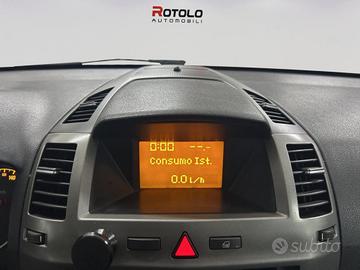 ROTOLO
AUTOMOBILI
0:00 --.-
Consumo Ist.
0.0 l/h
subito